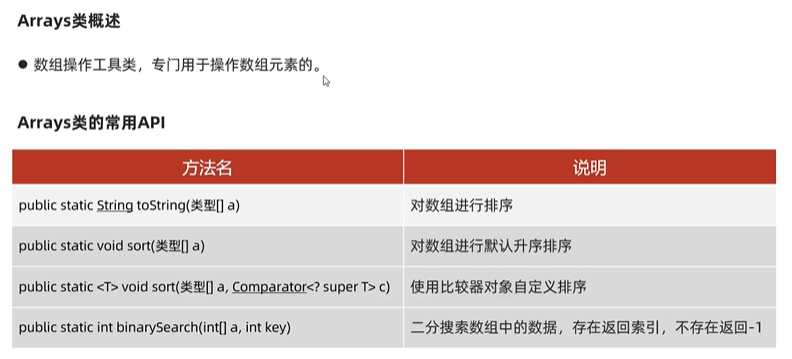 Arrays类概述
● 数组操作工具类，专门用于操作数组元素的。
Arrays类的常用API
方法名 说明
public static String toString(类型[] a) 对数组进行排序
public static void sort(类型[] a) 对数组进行默认升序排序
public static <T> void sort(类型[] a, Comparator<? super T> c) 使用比较器对象自定义排序
public static int binarySearch(int[] a, int key) 二分搜索数组中的数据，存在返回索引，不存在返回-1